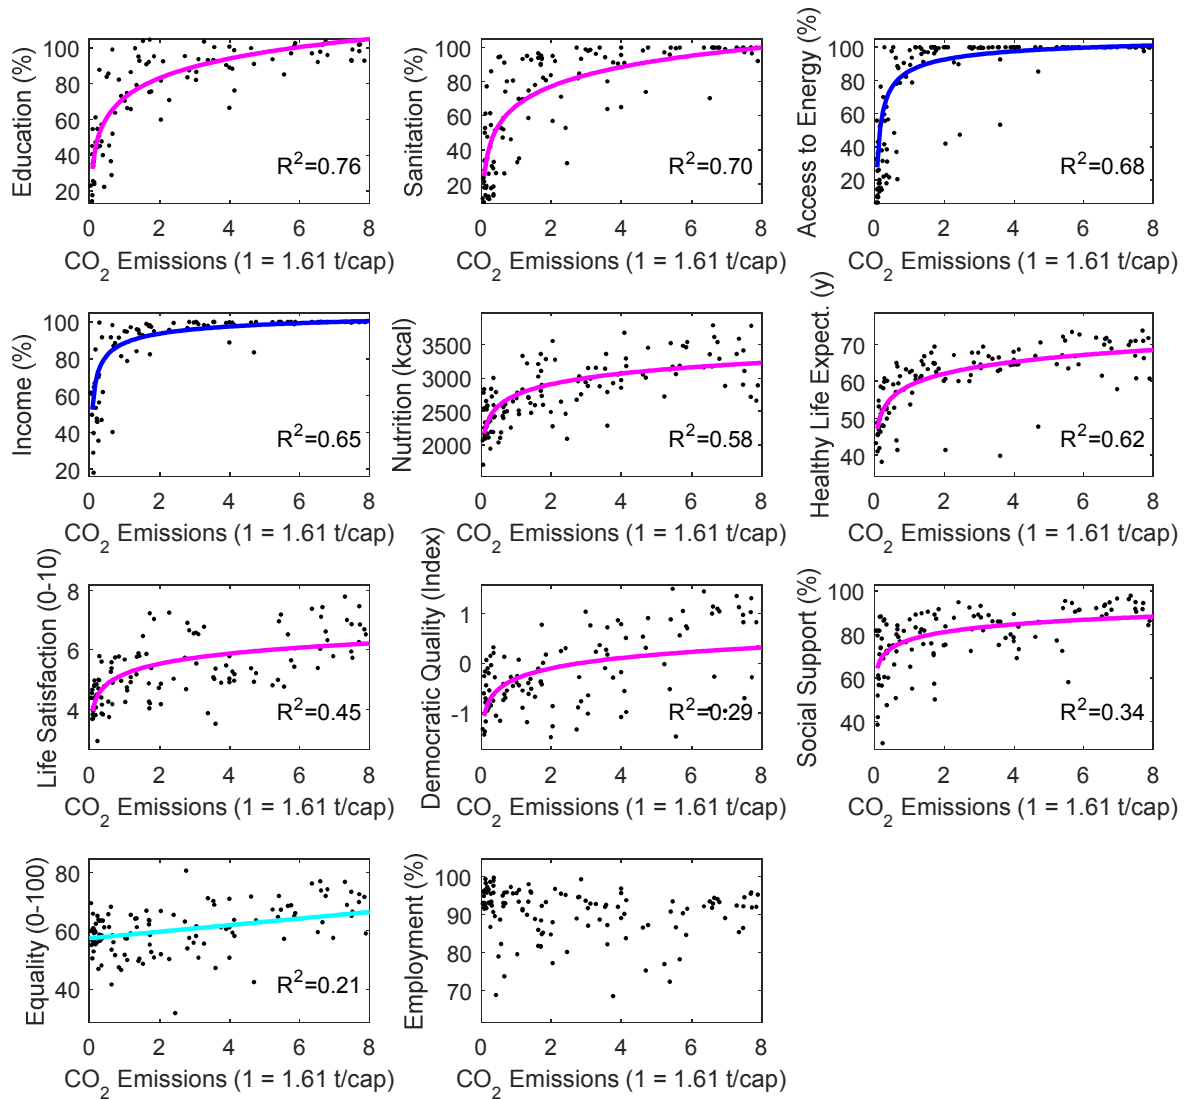 Education (%)
100
80
60
40
20
R²=0.76
0 2 4 6 8
CO₂ Emissions (1 = 1.61 t/cap)
Sanitation (%)
100
80
60
40
20
R²=0.70
0 2 4 6 8
CO₂ Emissions (1 = 1.61 t/cap)
Access to Energy (%)
100
80
60
40
20
R²=0.68
0 2 4 6 8
CO₂ Emissions (1 = 1.61 t/cap)
Income (%)
100
80
60
40
20
R²=0.65
0 2 4 6 8
CO₂ Emissions (1 = 1.61 t/cap)
Nutrition (kcal)
3500
3000
2500
2000
R²=0.58
0 2 4 6 8
CO₂ Emissions (1 = 1.61 t/cap)
Healthy Life Expect. (y)
70
60
50
40
R²=0.62
0 2 4 6 8
CO₂ Emissions (1 = 1.61 t/cap)
Life Satisfaction (0-10)
8
6
4
R²=0.45
0 2 4 6 8
CO₂ Emissions (1 = 1.61 t/cap)
Democratic Quality (Index)
1
0
-1
R²=0.29
0 2 4 6 8
CO₂ Emissions (1 = 1.61 t/cap)
Social Support (%)
100
80
60
40
R²=0.34
0 2 4 6 8
CO₂ Emissions (1 = 1.61 t/cap)
Equality (0-100)
80
60
40
R²=0.21
0 2 4 6 8
CO₂ Emissions (1 = 1.61 t/cap)
Employment (%)
100
90
80
70
0 2 4 6 8
CO₂ Emissions (1 = 1.61 t/cap)